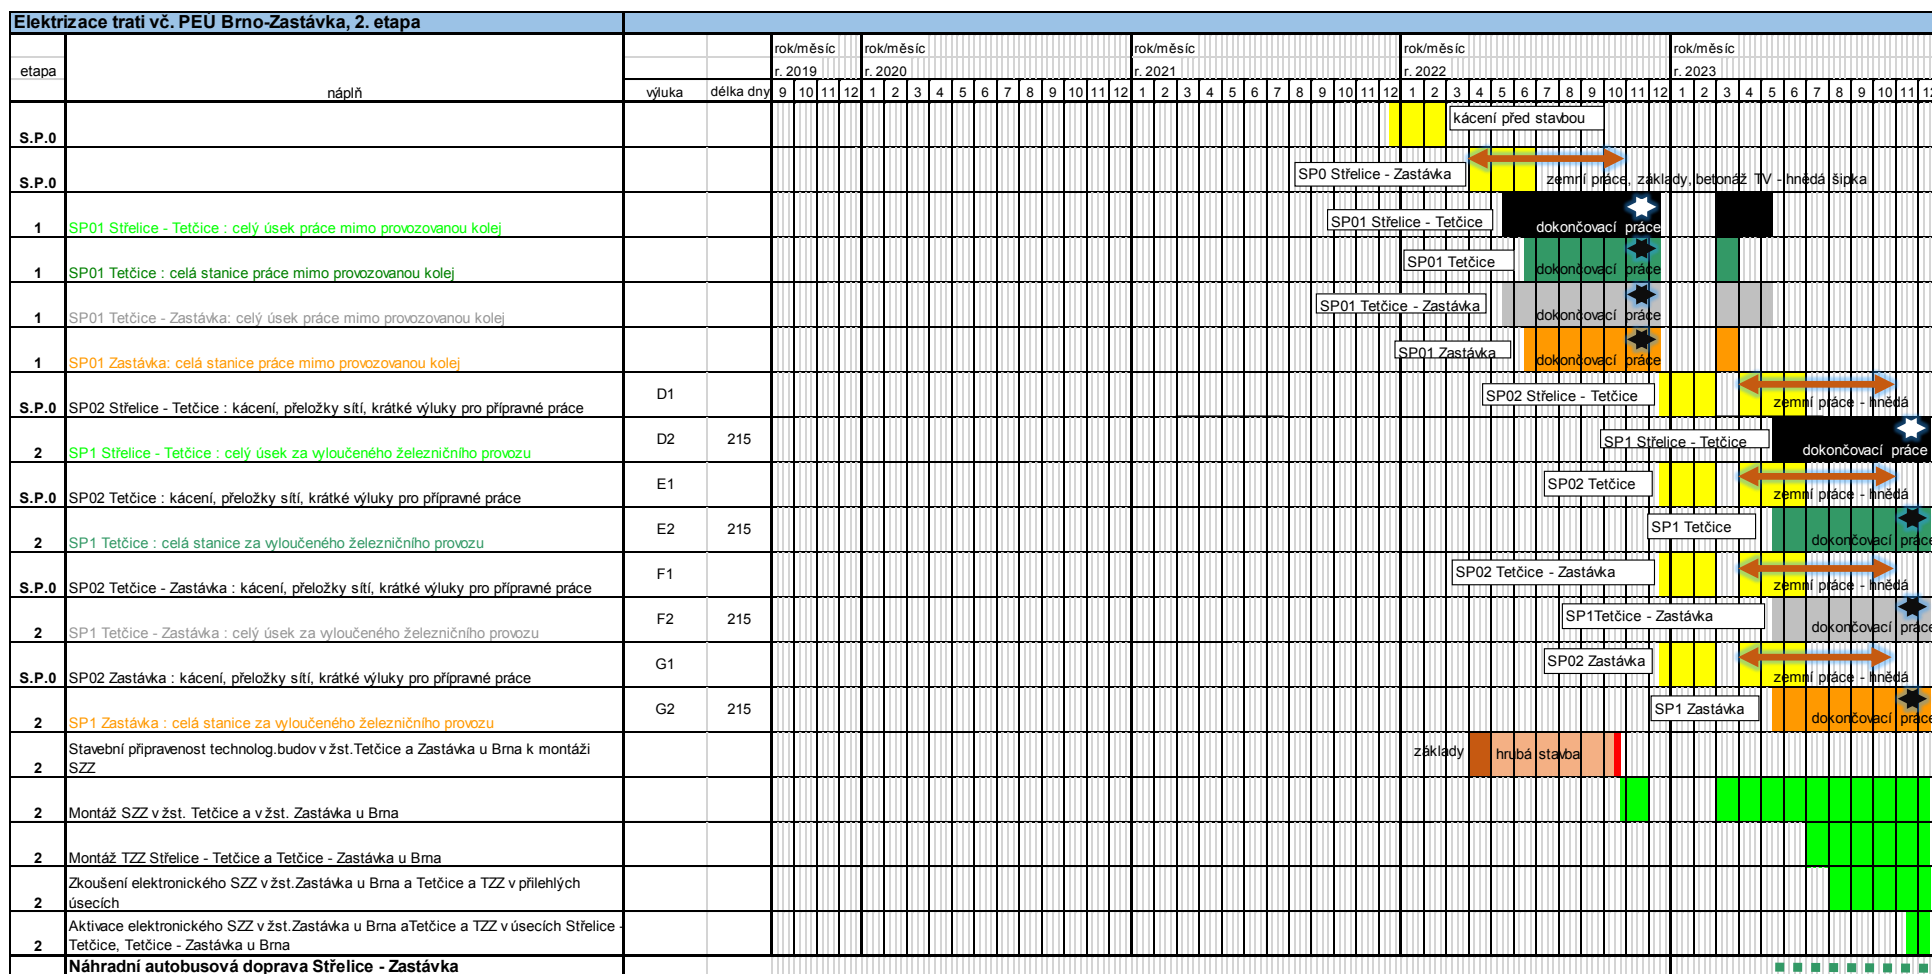 Elektrizace trati vč. PEÚ Brno-Zastávka, 2. etapa
rok/měsíc rok/měsíc rok/měsíc rok/měsíc rok/měsíc
etapa r. 2019 r. 2020 r. 2021 r. 2022 r. 2023
náplň výluka délka dny 9 10 11 12 1 2 3 4 5 6 7 8 9 10 11 12 1 2 3 4 5 6 7 8 9 10 11 12 1 2 3 4 5 6 7 8 9 10 11 12 1 2 3 4 5 6 7 8 9 10 11 12
kácení před stavbou
S.P.0
SP0 Střelice - Zastávka
S.P.0 zemní práce, základy, betonáž TV - hnědá šipka
SP01 Střelice - Tetčice
1 SP01 Střelice - Tetčice : celý úsek práce mimo provozovanou kolej dokončovací práce
SP01 Tetčice
1 SP01 Tetčice : celá stanice práce mimo provozovanou kolej dokončovací práce
SP01 Tetčice - Zastávka
1 SP01 Tetčice - Zastávka: celý úsek práce mimo provozovanou kolej dokončovací práce
SP01 Zastávka
1 SP01 Zastávka: celá stanice práce mimo provozovanou kolej dokončovací práce
D1 SP02 Střelice - Tetčice
S.P.0 SP02 Střelice - Tetčice : kácení, přeložky sítí, krátké výluky pro přípravné práce zemní práce - hnědá
D2 215 SP1 Střelice - Tetčice
2 SP1 Střelice - Tetčice : celý úsek za vyloučeného železničního provozu dokončovací práce
E1 SP02 Tetčice
S.P.0 SP02 Tetčice : kácení, přeložky sítí, krátké výluky pro přípravné práce zemní práce - hnědá
E2 215 SP1 Tetčice
2 SP1 Tetčice : celá stanice za vyloučeného železničního provozu dokončovací práce
F1 SP02 Tetčice - Zastávka
S.P.0 SP02 Tetčice - Zastávka : kácení, přeložky sítí, krátké výluky pro přípravné práce zemní práce - hnědá
F2 215 SP1Tetčice - Zastávka
2 SP1 Tetčice - Zastávka : celý úsek za vyloučeného železničního provozu dokončovací práce
G1 SP02 Zastávka
S.P.0 SP02 Zastávka : kácení, přeložky sítí, krátké výluky pro přípravné práce zemní práce - hnědá
G2 215 SP1 Zastávka
2 SP1 Zastávka : celá stanice za vyloučeného železničního provozu dokončovací práce
Stavební připravenost technolog.budov v žst.Tetčice a Zastávka u Brna k montáži základy hrubá stavba
2 SZZ
2 Montáž SZZ v žst. Tetčice a v žst. Zastávka u Brna
2 Montáž TZZ Střelice - Tetčice a Tetčice - Zastávka u Brna
Zkoušení elektronického SZZ v žst.Zastávka u Brna a Tetčice a TZZ v přilehlých
2 úsecích
Aktivace elektronického SZZ v žst.Zastávka u Brna aTetčice a TZZ v úsecích Střelice -
2 Tetčice, Tetčice - Zastávka u Brna
Náhradní autobusová doprava Střelice - Zastávka